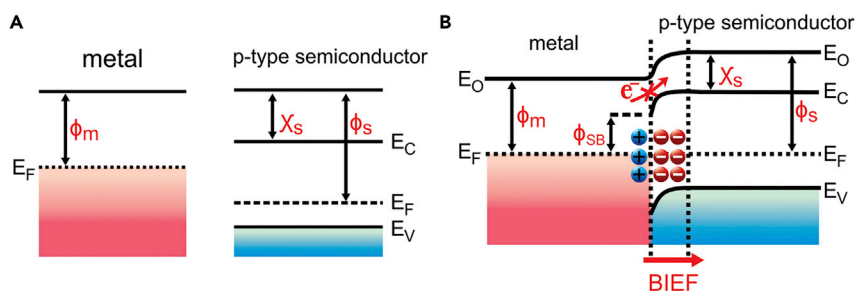 A
metal
p-type semiconductor
ϕm
χs
ϕs
EC
EF
EF
EV
B
p-type semiconductor
metal
EO
EO
χs
e-
EC
ϕm
ϕSB
ϕs
+ − −
EF
+ − −
EF
+ − −
EV
BIEF